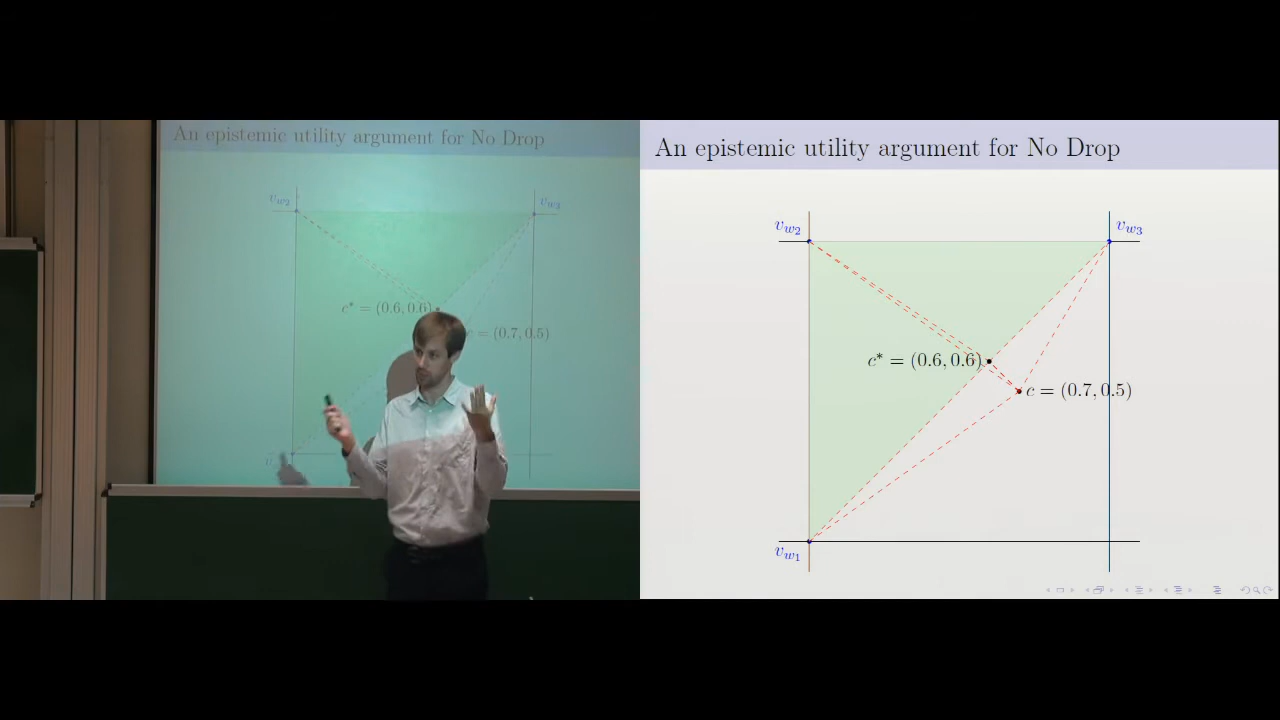 An epistemic utility argument for No Drop
v_{w_2}
v_{w_3}
c* = (0.6, 0.6)
= (0.7, 0.5)
An epistemic utility argument for No Drop
v_{w_2}
v_{w_3}
c* = (0.6, 0.6)
c = (0.7, 0.5)
v_{w_1}